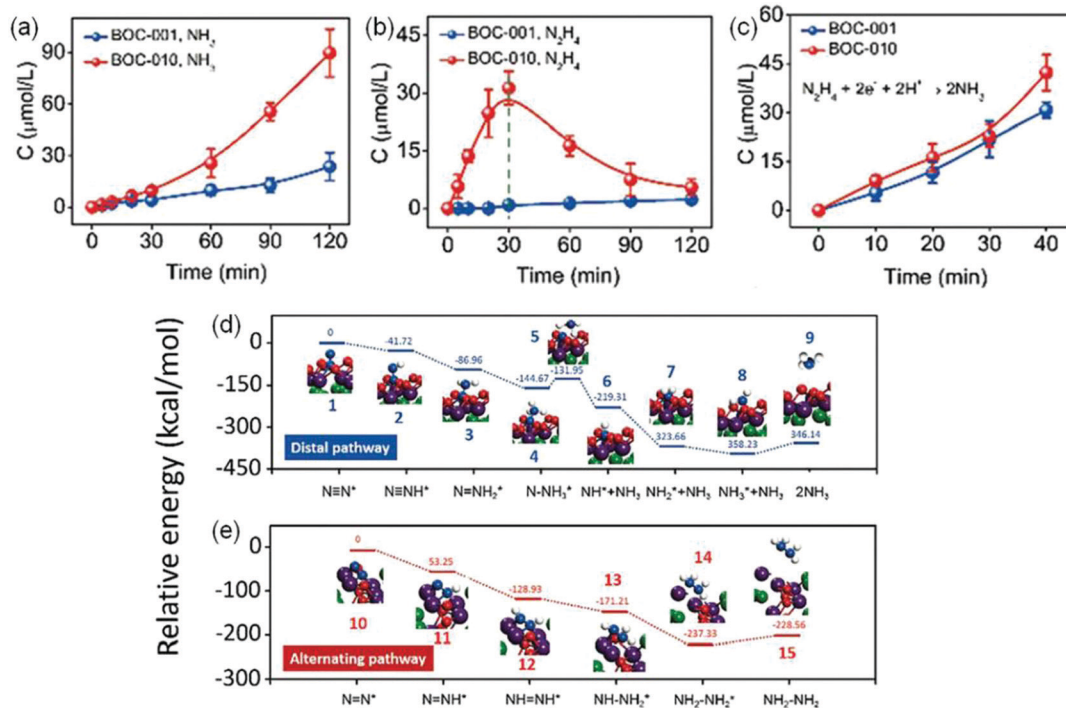 (a)
BOC-001, NH3
BOC-010, NH3
C (μmol/L)
90
60
30
0
0 30 60 90 120
Time (min)
(b)
BOC-001, N2H4
BOC-010, N2H4
C (μmol/L)
45
30
15
0
0 30 60 90 120
Time (min)
(c)
BOC-001
BOC-010
N2H4 + 2e- + 2H+ → 2NH3
C (μmol/L)
60
45
30
15
0
0 10 20 30 40
Time (min)
Relative energy (kcal/mol)
(d)
0
-150
-300
450
0
-41.72
-86.96
-144.67
-131.95
-219.31
323.66
358.23
346.14
1
2
3
4
5
6
7
8
9
Distal pathway
N≡N*
N≡NH*
N=NH2*
N-NH3*
NH*+NH3
NH2*+NH3
NH3*+NH3
2NH3
(e)
0
-100
-200
-300
0
53.25
-128.93
-171.21
-237.33
-228.56
10
11
12
13
14
15
Alternating pathway
N=N*
N=NH*
NH=NH*
NH-NH2*
NH2-NH2*
NH2-NH2